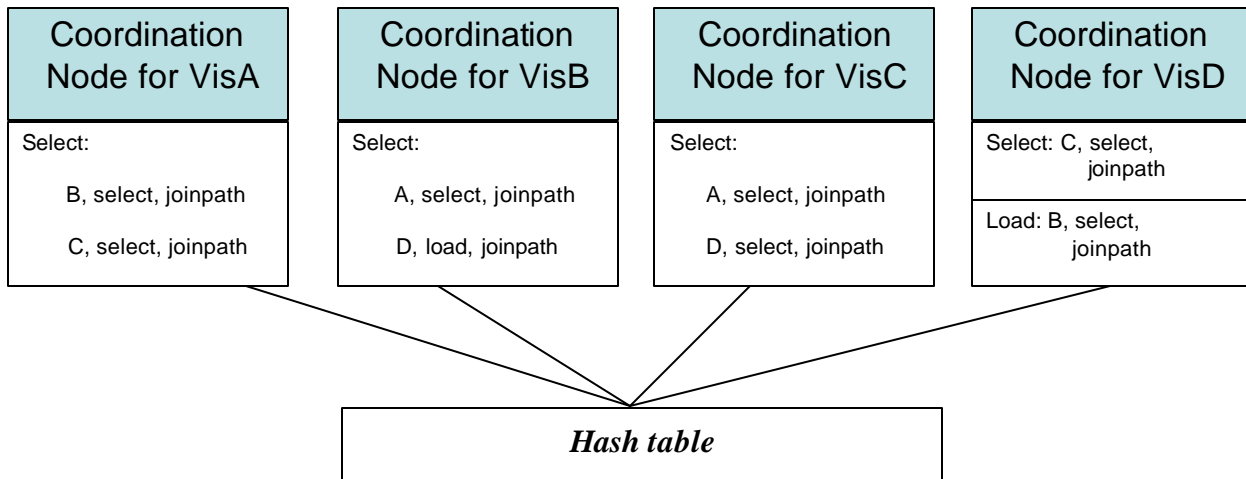 Coordination
Node for VisA
Select:
B, select, joinpath
C, select, joinpath
Coordination
Node for VisB
Select:
A, select, joinpath
D, load, joinpath
Coordination
Node for VisC
Select:
A, select, joinpath
D, select, joinpath
Coordination
Node for VisD
Select: C, select,
joinpath
Load: B, select,
joinpath
Hash table